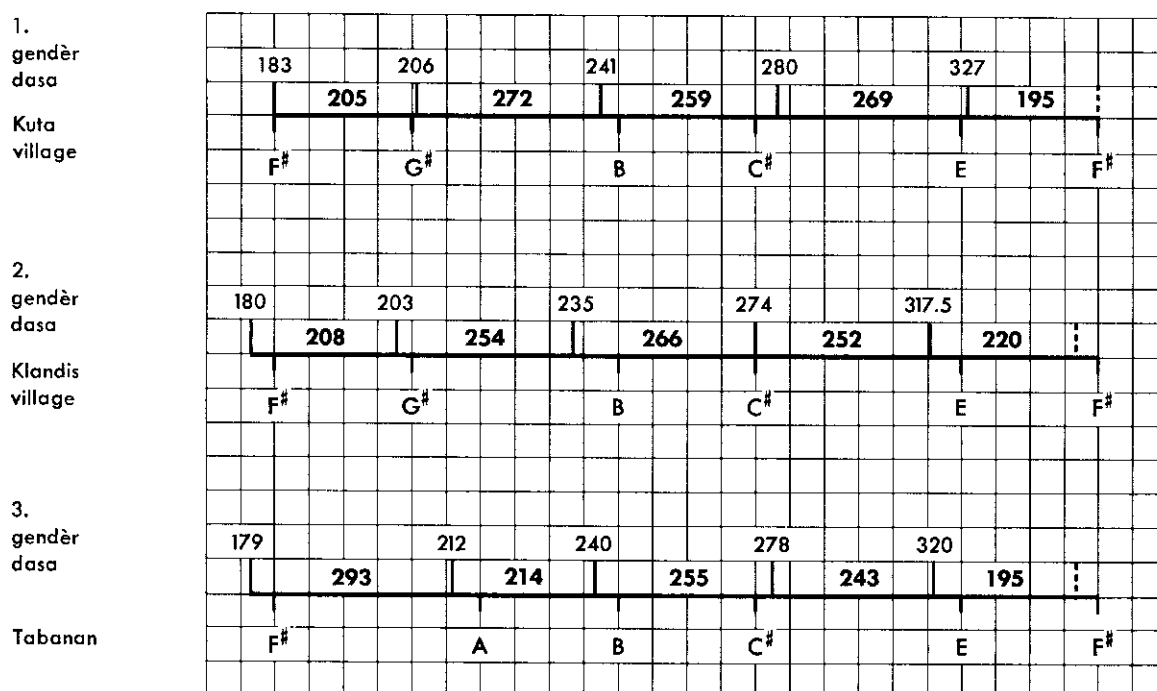 1.
gendèr
dasa
Kuta
village
183 206 241 280 327
205 272 259 269 195
F# G# B C# E F#
2.
gendèr
dasa
Klandis
village
180 203 235 274 317.5
208 254 266 252 220
F# G# B C# E F#
3.
gendèr
dasa
Tabanan
179 212 240 278 320
293 214 255 243 195
F# A B C# E F#